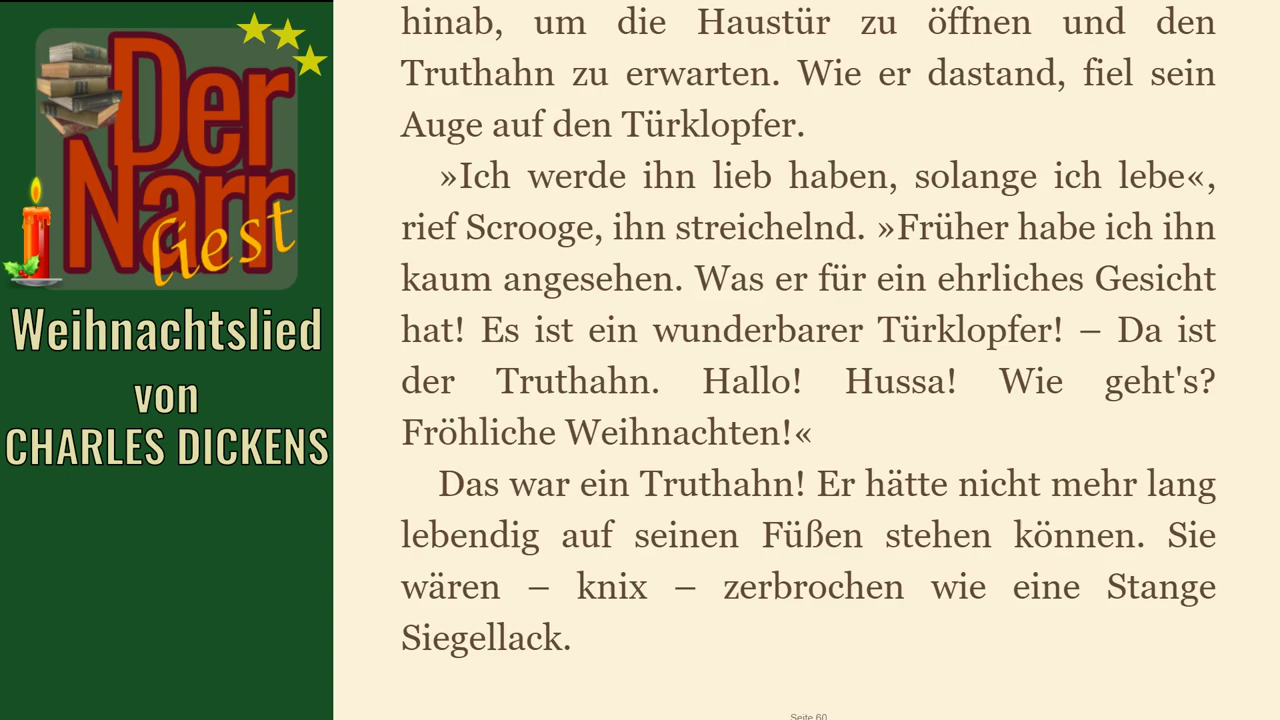 Der
Narr
liest
Weihnachtslied
von
CHARLES DICKENS
hinab, um die Haustür zu öffnen und den
Truthahn zu erwarten. Wie er dastand, fiel sein
Auge auf den Türklopfer.
»Ich werde ihn lieb haben, solange ich lebe«,
rief Scrooge, ihn streichelnd. »Früher habe ich ihn
kaum angesehen. Was er für ein ehrliches Gesicht
hat! Es ist ein wunderbarer Türklopfer! – Da ist
der Truthahn. Hallo! Hussa! Wie geht's?
Fröhliche Weihnachten!«
Das war ein Truthahn! Er hätte nicht mehr lang
lebendig auf seinen Füßen stehen können. Sie
wären – knix – zerbrochen wie eine Stange
Siegellack.
Seite 60